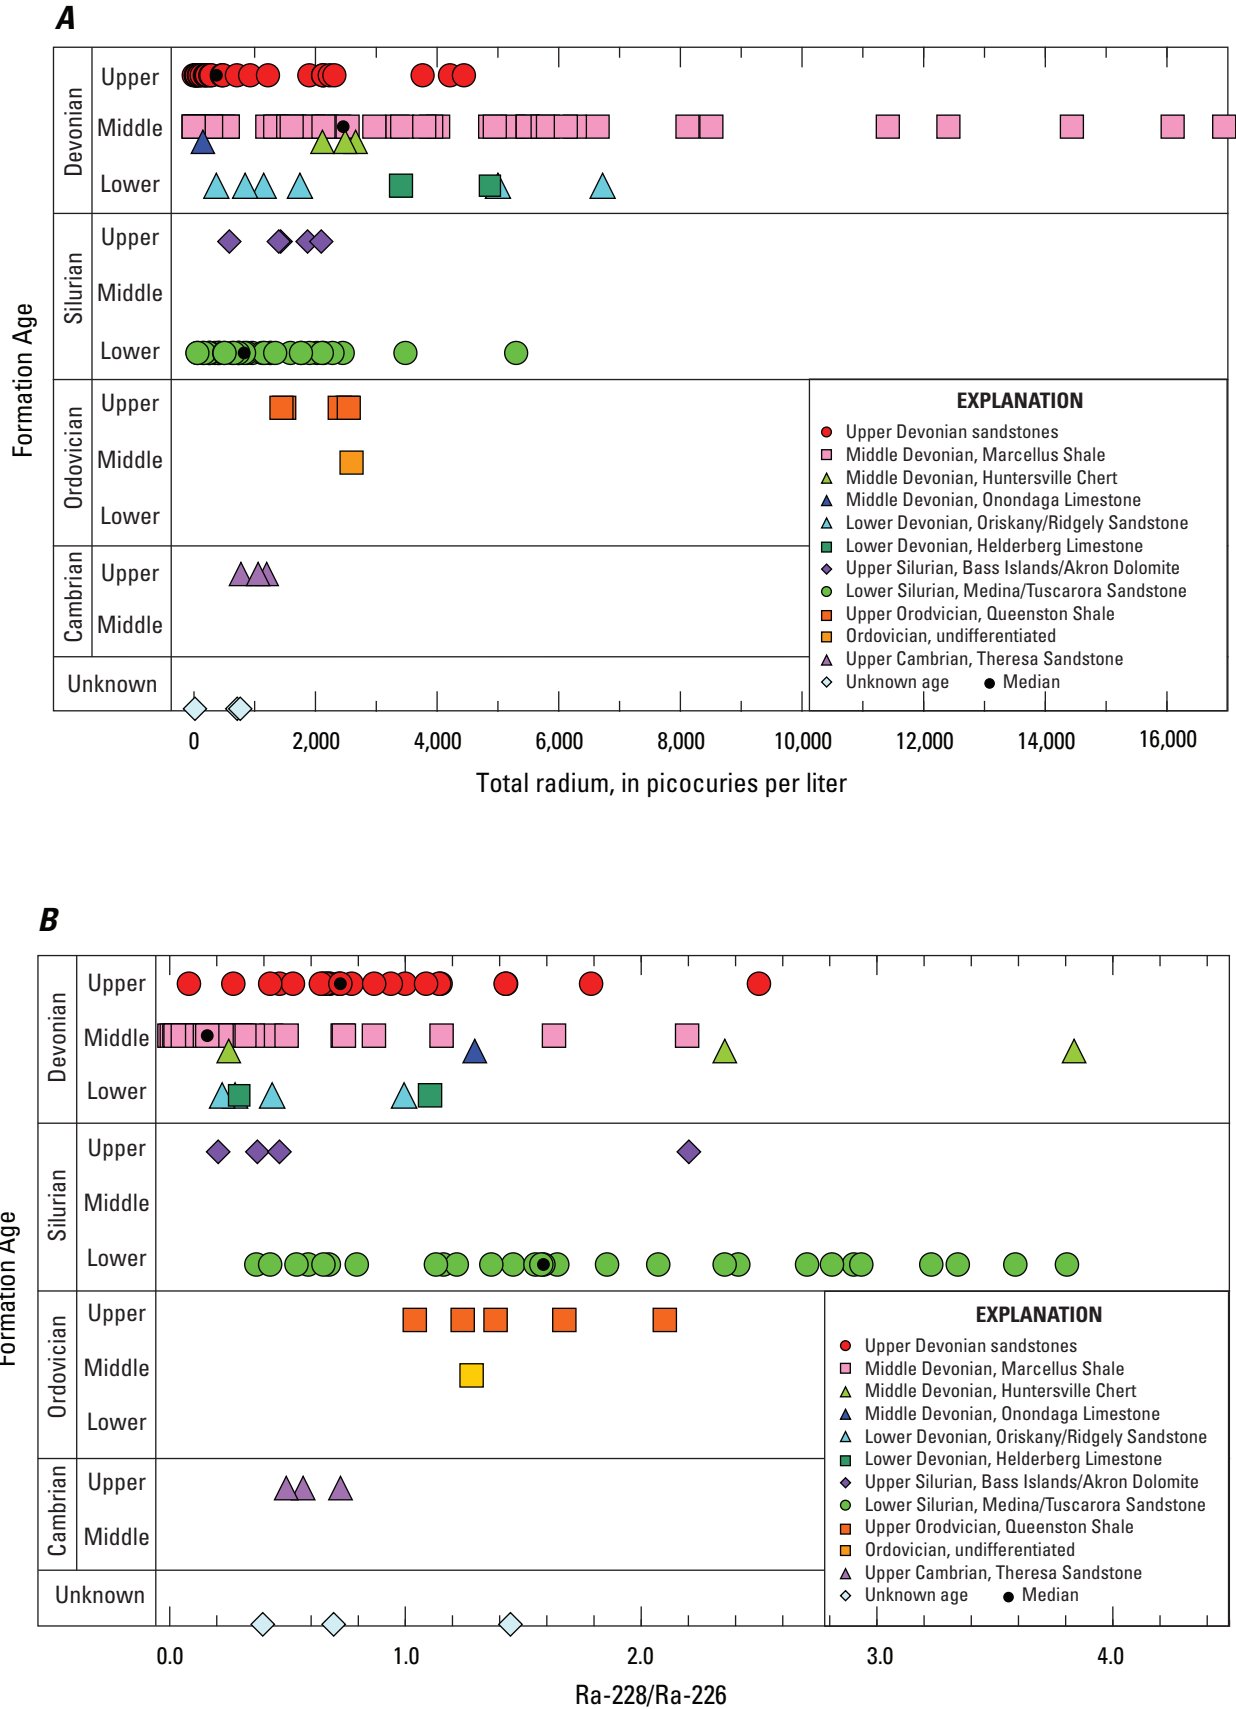 A
Formation Age
Devonian
Upper
Middle
Lower
Silurian
Upper
Middle
Lower
Ordovician
Upper
Middle
Lower
Cambrian
Upper
Middle
Unknown
EXPLANATION
Upper Devonian sandstones
Middle Devonian, Marcellus Shale
Middle Devonian, Huntersville Chert
Middle Devonian, Onondaga Limestone
Lower Devonian, Oriskany/Ridgely Sandstone
Lower Devonian, Helderberg Limestone
Upper Silurian, Bass Islands/Akron Dolomite
Lower Silurian, Medina/Tuscarora Sandstone
Upper Orodvician, Queenston Shale
Ordovician, undifferentiated
Upper Cambrian, Theresa Sandstone
Unknown age Median
0 2,000 4,000 6,000 8,000 10,000 12,000 14,000 16,000
Total radium, in picocuries per liter
B
Formation Age
Devonian
Upper
Middle
Lower
Silurian
Upper
Middle
Lower
Ordovician
Upper
Middle
Lower
Cambrian
Upper
Middle
Unknown
EXPLANATION
Upper Devonian sandstones
Middle Devonian, Marcellus Shale
Middle Devonian, Huntersville Chert
Middle Devonian, Onondaga Limestone
Lower Devonian, Oriskany/Ridgely Sandstone
Lower Devonian, Helderberg Limestone
Upper Silurian, Bass Islands/Akron Dolomite
Lower Silurian, Medina/Tuscarora Sandstone
Upper Orodvician, Queenston Shale
Ordovician, undifferentiated
Upper Cambrian, Theresa Sandstone
Unknown age Median
0.0 1.0 2.0 3.0 4.0
Ra-228/Ra-226